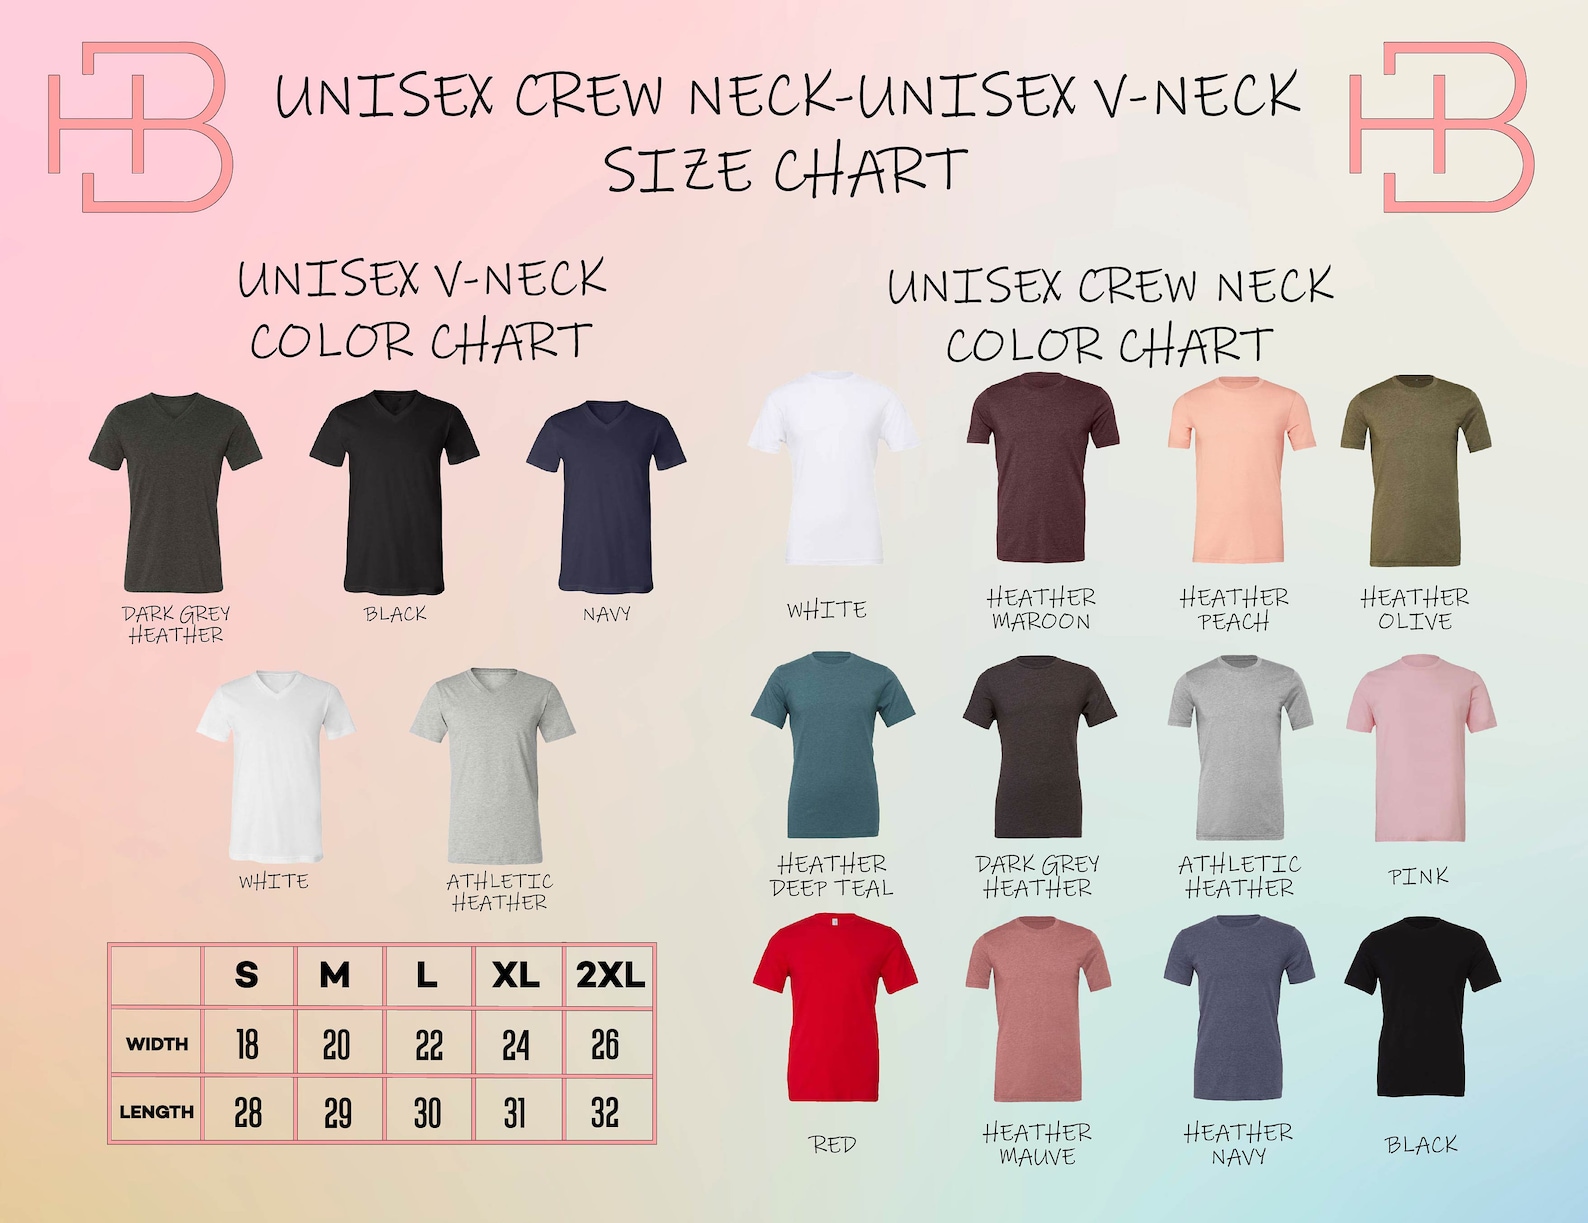 HB
HB
UNISEX CREW NECK-UNISEX V-NECK
SIZE CHART
UNISEX V-NECK
COLOR CHART
DARK GREY
HEATHER
BLACK
NAVY
WHITE
ATHLETIC
HEATHER
S M L XL 2XL
WIDTH 18 20 22 24 26
LENGTH 28 29 30 31 32
UNISEX CREW NECK
COLOR CHART
WHITE
HEATHER
MAROON
HEATHER
PEACH
HEATHER
OLIVE
HEATHER
DEEP TEAL
DARK GREY
HEATHER
ATHLETIC
HEATHER
PINK
RED
HEATHER
MAUVE
HEATHER
NAVY
BLACK